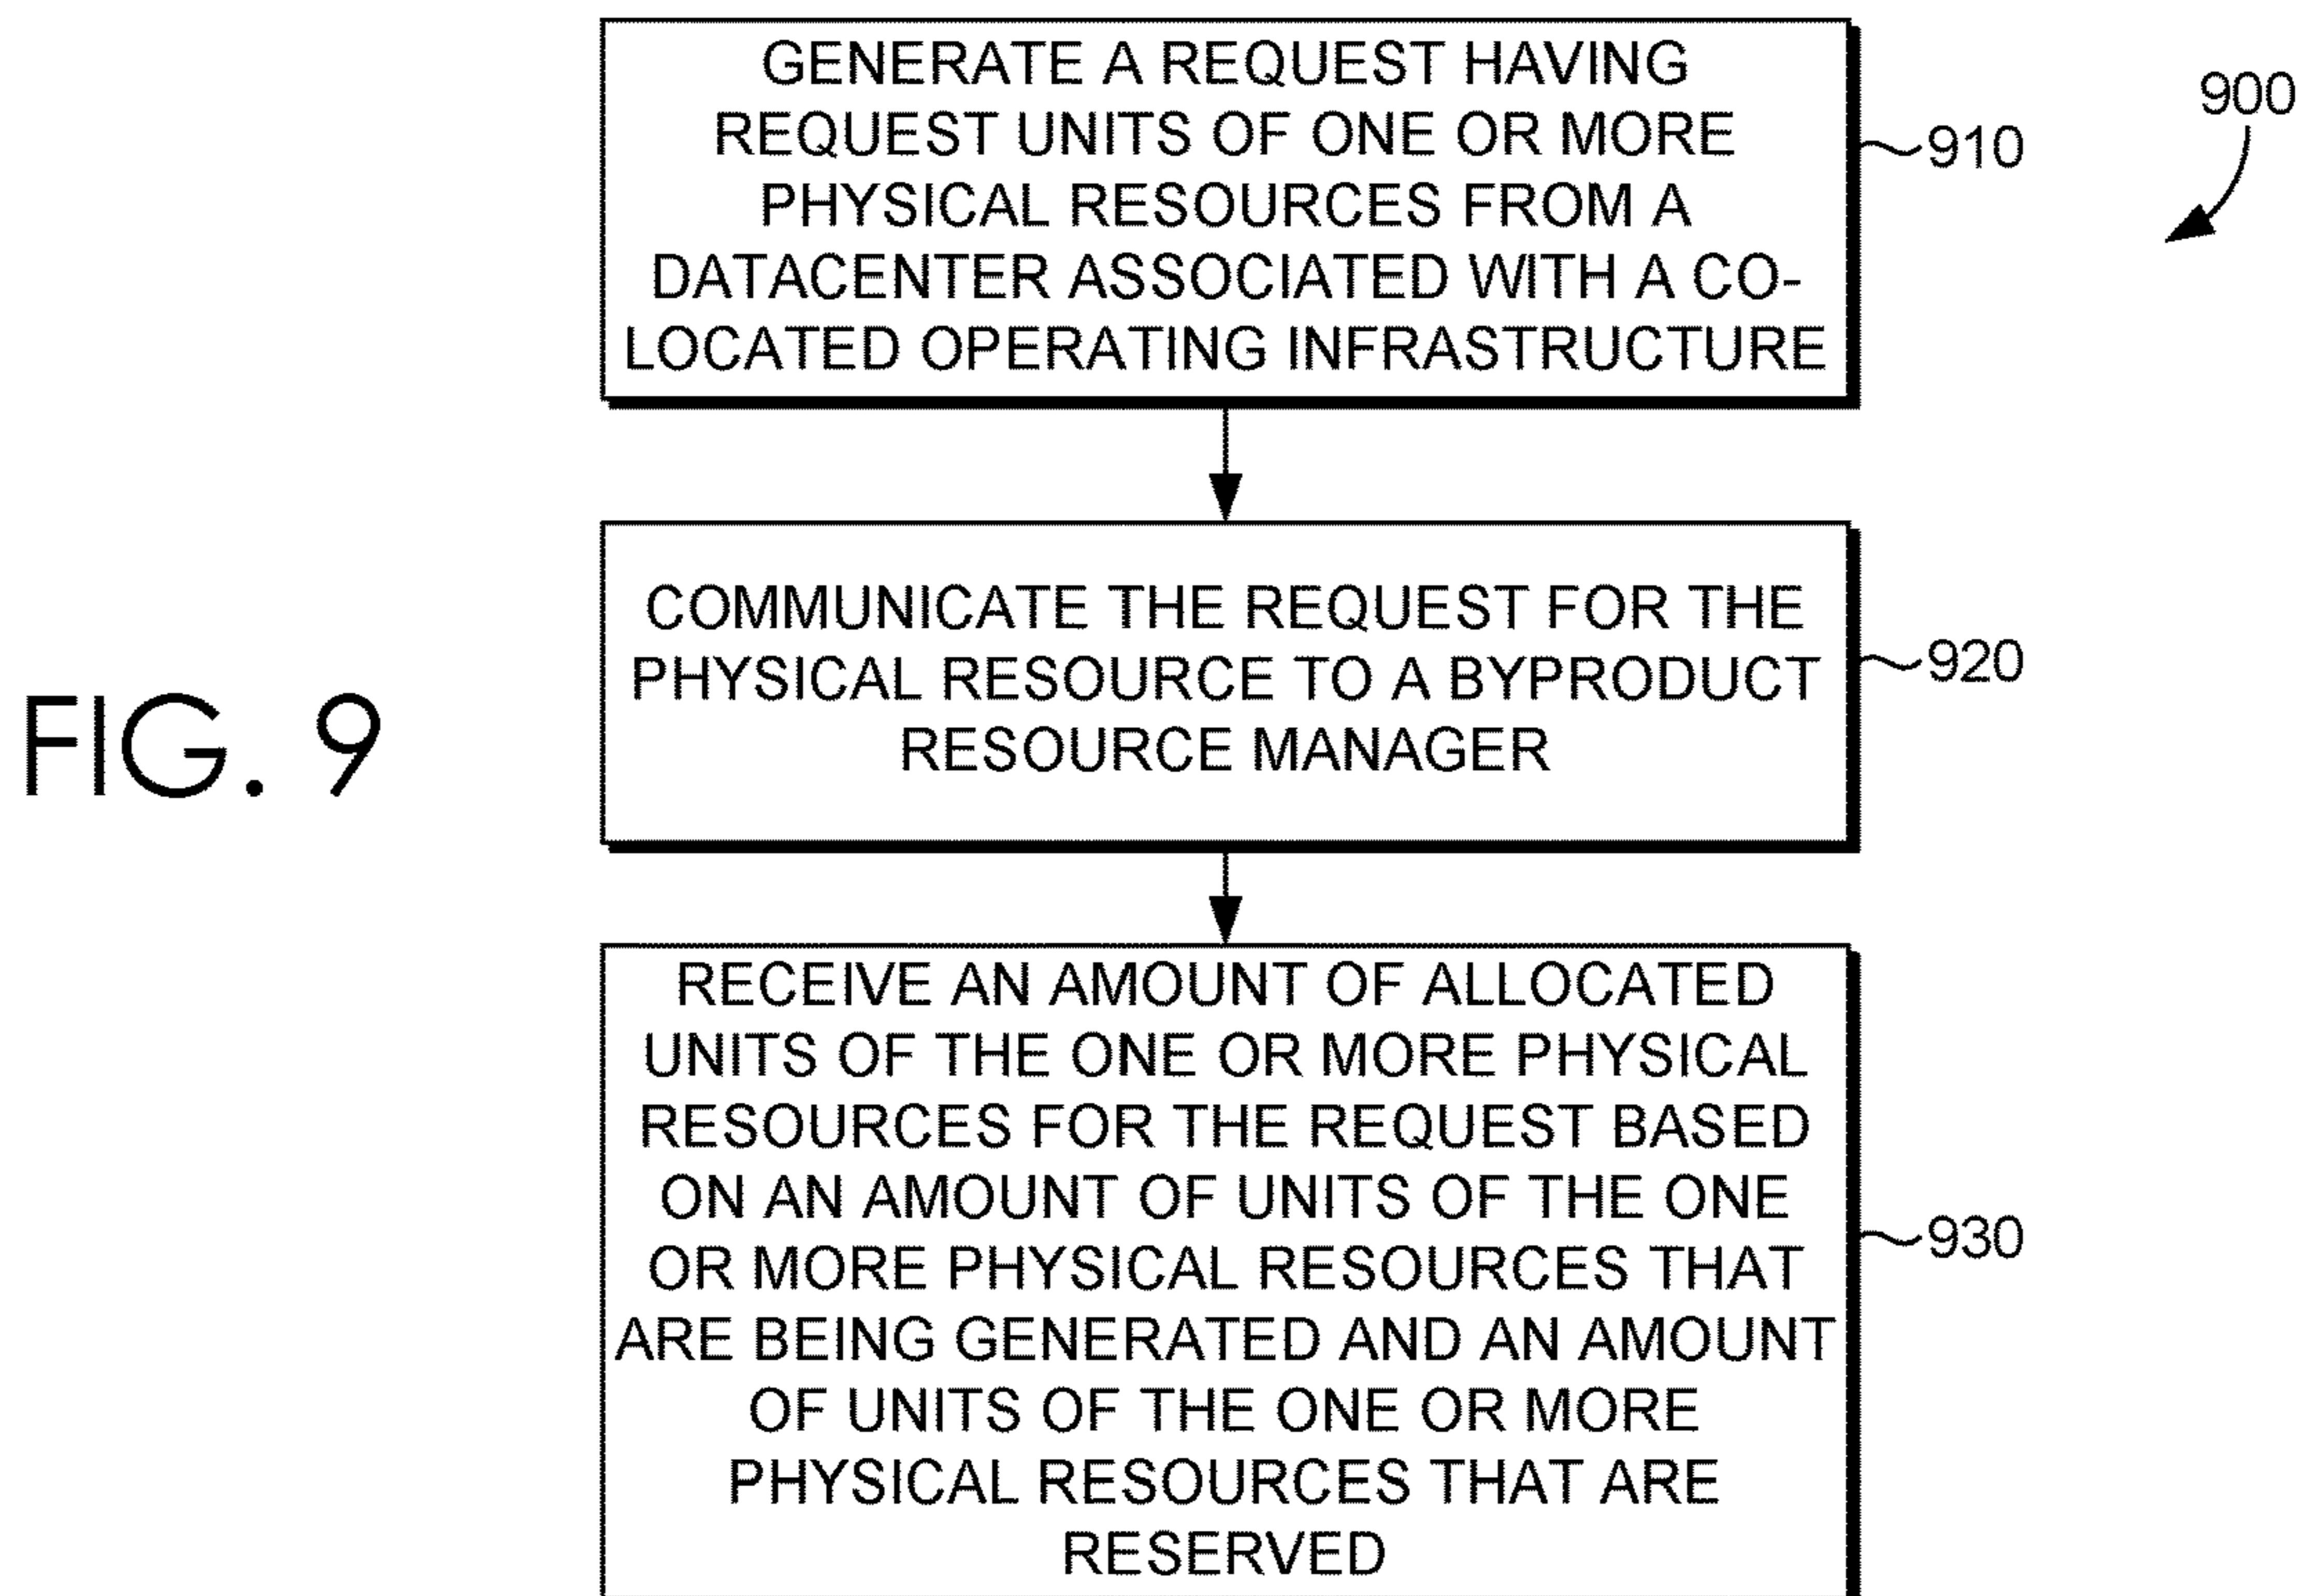 GENERATE A REQUEST HAVING
REQUEST UNITS OF ONE OR MORE
PHYSICAL RESOURCES FROM A
DATACENTER ASSOCIATED WITH A CO-
LOCATED OPERATING INFRASTRUCTURE
910
900
COMMUNICATE THE REQUEST FOR THE
PHYSICAL RESOURCE TO A BYPRODUCT
RESOURCE MANAGER
920
FIG. 9
RECEIVE AN AMOUNT OF ALLOCATED
UNITS OF THE ONE OR MORE PHYSICAL
RESOURCES FOR THE REQUEST BASED
ON AN AMOUNT OF UNITS OF THE ONE
OR MORE PHYSICAL RESOURCES THAT
ARE BEING GENERATED AND AN AMOUNT
OF UNITS OF THE ONE OR MORE
PHYSICAL RESOURCES THAT ARE
RESERVED
930